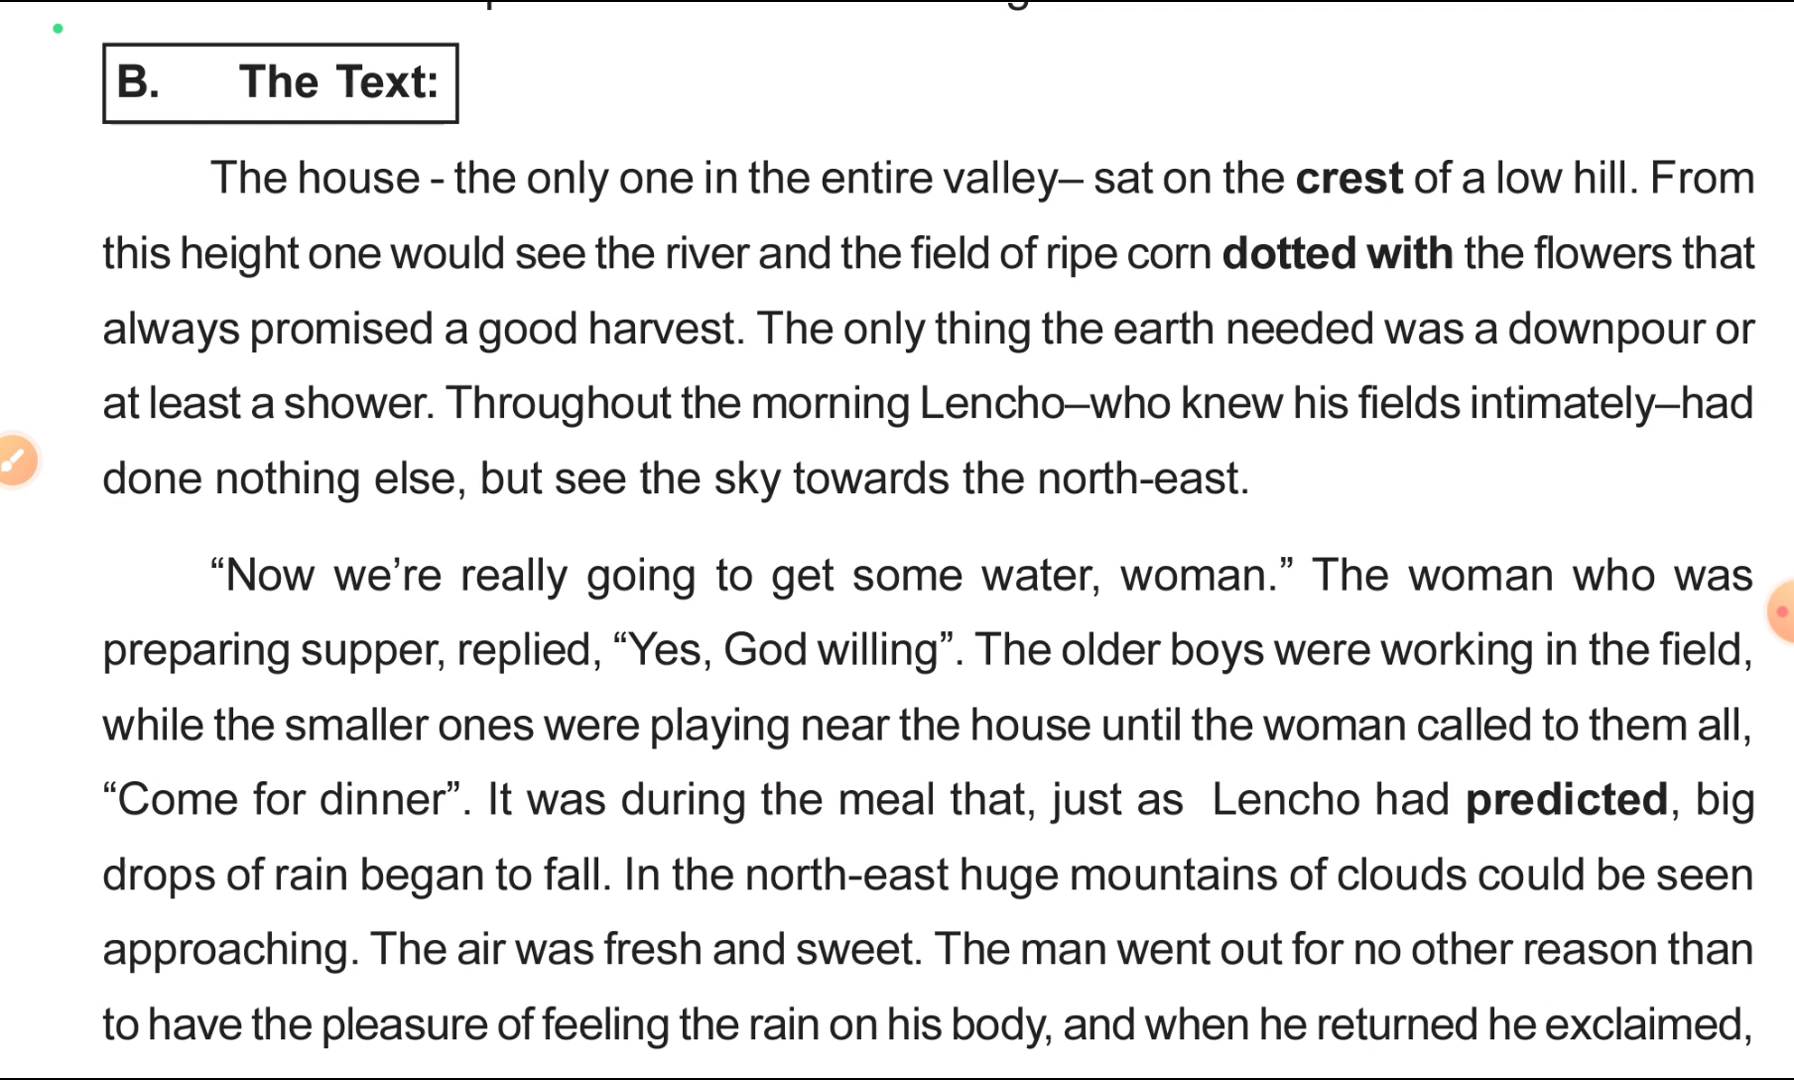 B. The Text:
The house - the only one in the entire valley– sat on the crest of a low hill. From
this height one would see the river and the field of ripe corn dotted with the flowers that
always promised a good harvest. The only thing the earth needed was a downpour or
at least a shower. Throughout the morning Lencho–who knew his fields intimately–had
done nothing else, but see the sky towards the north-east.
“Now we’re really going to get some water, woman.” The woman who was
preparing supper, replied, “Yes, God willing”. The older boys were working in the field,
while the smaller ones were playing near the house until the woman called to them all,
“Come for dinner”. It was during the meal that, just as Lencho had predicted, big
drops of rain began to fall. In the north-east huge mountains of clouds could be seen
approaching. The air was fresh and sweet. The man went out for no other reason than
to have the pleasure of feeling the rain on his body, and when he returned he exclaimed,